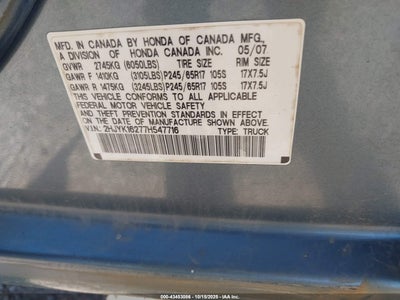 MFD. IN CANADA BY HONDA OF CANADA MFG.,
A DIVISION OF HONDA CANADA INC. 05/07
GVWR 2745KG (6050LBS) TIRE SIZE RIM SIZE
GAWR F 1410KG (3105LBS) P245/65R17 105S 17X7.5J
GAWR R 1475KG (3245LBS) P245/65R17 105S 17X7.5J
THIS VEHICLE CONFORMS TO ALL APPLICABLE
FEDERAL MOTOR VEHICLE SAFETY
AND THEFT PREVENTION STANDARDS IN EFFECT
ON THE DATE OF MANUFACTURE SHOWN ABOVE.
V.I.N.: 2HJYK16277H547716 TYPE: TRUCK
000-43453086 - 10/15/2025 - IAA Inc.